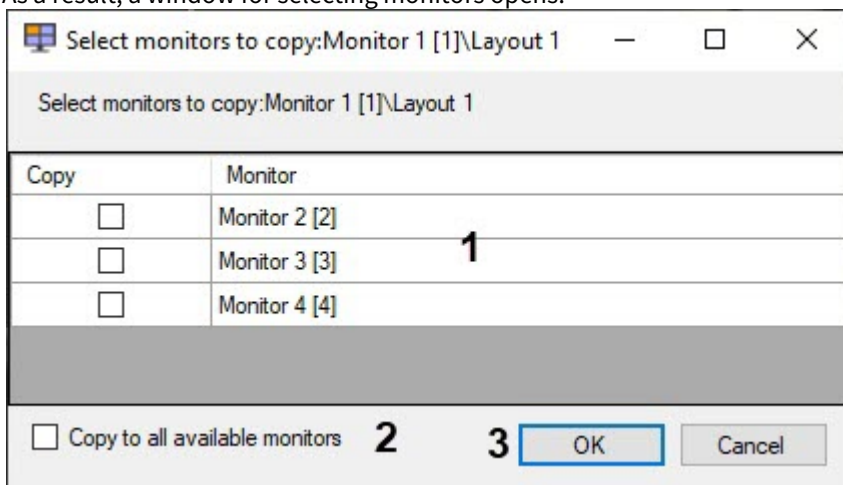 As a result, a window for selecting monitors opens.
Select monitors to copy:Monitor 1 [1]\Layout 1
Select monitors to copy:Monitor 1 [1]\Layout 1
Copy Monitor
Monitor 2 [2]
1
Monitor 3 [3]
Monitor 4 [4]
Copy to all available monitors 2 3 OK Cancel